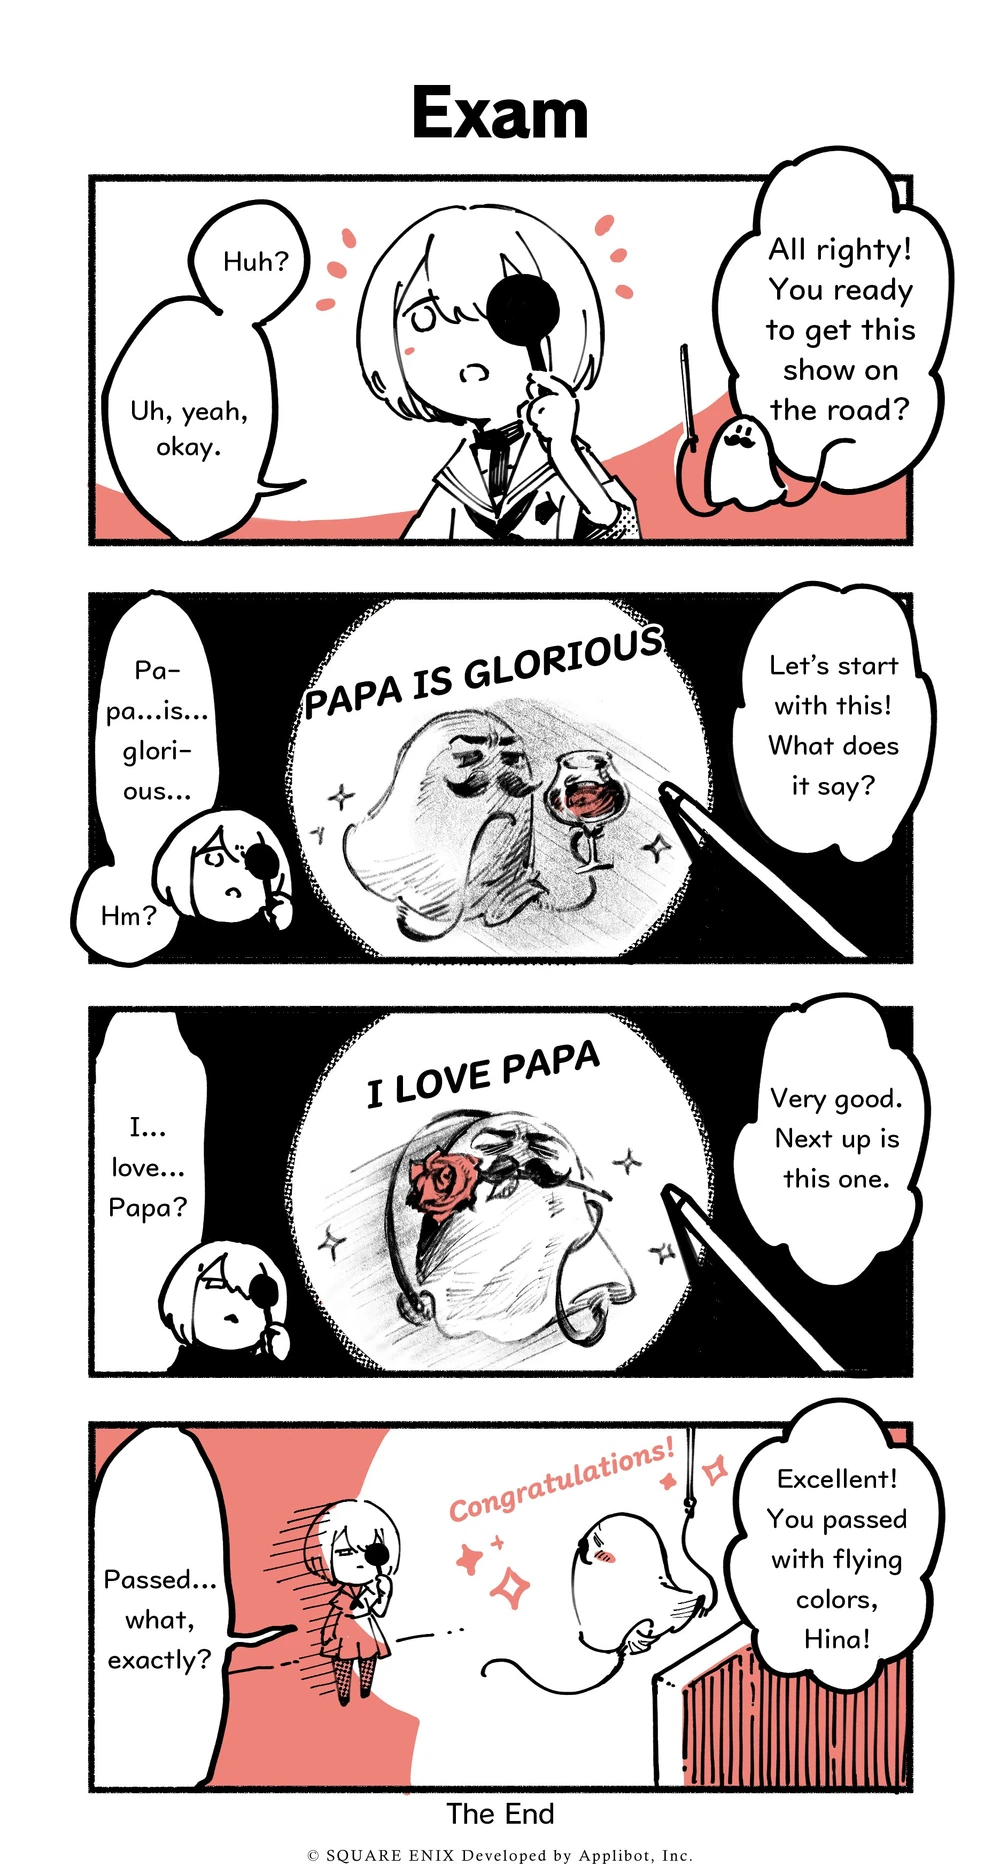 Exam
All righty!
You ready
to get this
show on
the road?
Huh?
Uh, yeah,
okay.
Let's start
with this!
What does
it say?
PAPA IS GLORIOUS
Pa-
pa...is...
glori-
ous...
Hm?
Very good.
Next up is
this one.
I LOVE PAPA
I...
love...
Papa?
Excellent!
You passed
with flying
colors,
Hina!
Congratulations!
Passed...
what,
exactly?
The End
© SQUARE ENIX Developed by Applibot, Inc.